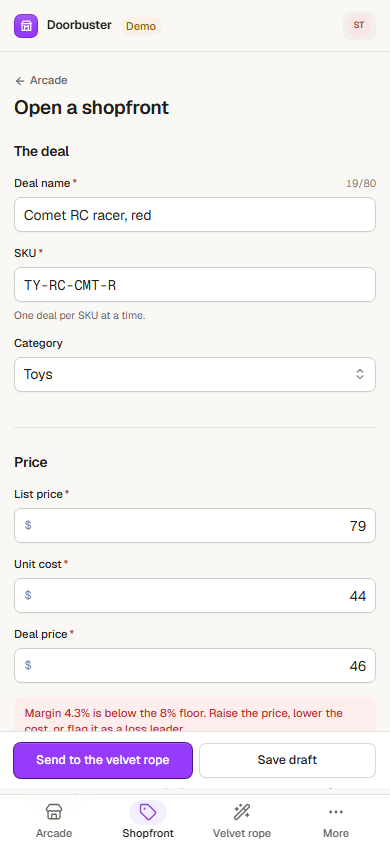 Doorbuster Demo ST
Arcade
Open a shopfront
The deal
Deal name * 19/80
Comet RC racer, red
SKU *
TY-RC-CMT-R
One deal per SKU at a time.
Category
Toys
Price
List price *
$ 79
Unit cost *
$ 44
Deal price *
$ 46
Margin 4.3% is below the 8% floor. Raise the price, lower the
cost, or flag it as a loss leader.
Send to the velvet rope Save draft
Arcade Shopfront Velvet rope More